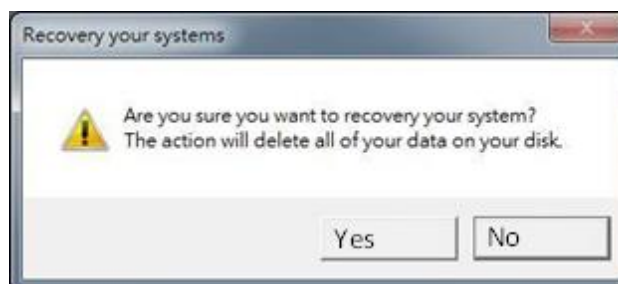 Recovery your systems
Are you sure you want to recovery your system?
The action will delete all of your data on your disk.
Yes
No